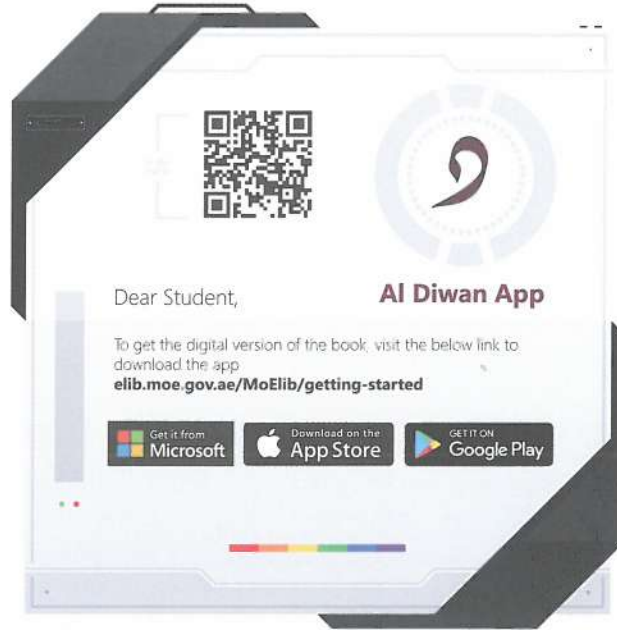 و
Dear Student,
Al Diwan App
To get the digital version of the book, visit the below link to
download the app
elib.moe.gov.ae/MoElib/getting-started
Get it from
Microsoft
Download on the
App Store
GET IT ON
Google Play